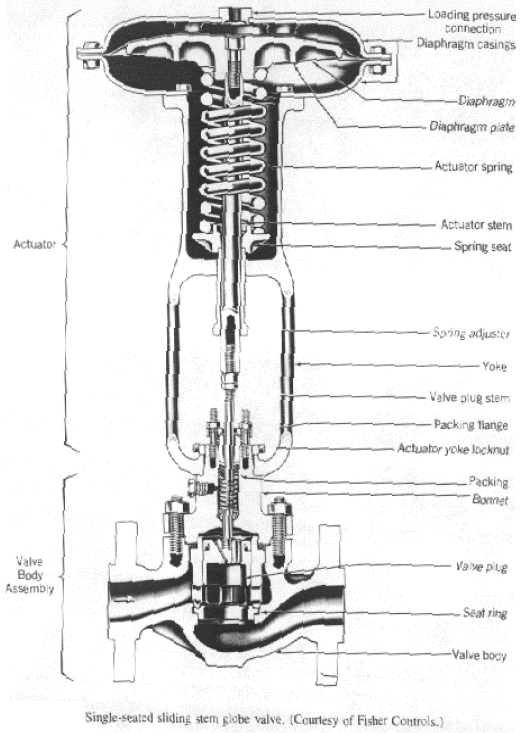 Loading pressure
connection
Diaphragm casings
Diaphragm
Diaphragm plate
Actuator spring
Actuator stem
Spring seat
Actuator
Spring adjuster
Yoke
Valve plug stem
Packing flange
Actuator yoke locknut
Packing
Bonnet
Valve
Body
Assembly
Valve plug
Seat ring
Valve body
Single-seated sliding stem globe valve. (Courtesy of Fisher Controls.)